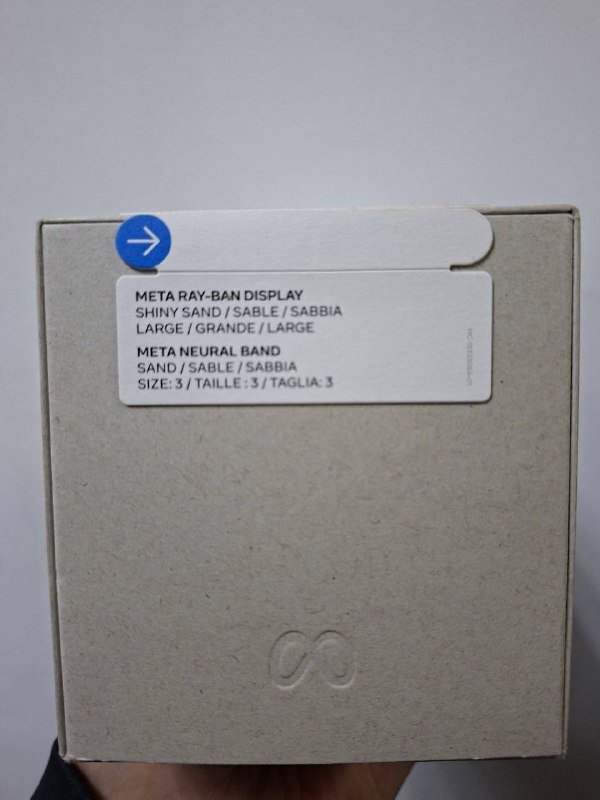 META RAY-BAN DISPLAY
SHINY SAND / SABLE / SABBIA
LARGE / GRANDE / LARGE
META NEURAL BAND
SAND / SABLE / SABBIA
SIZE: 3 / TAILLE : 3 / TAGLIA: 3